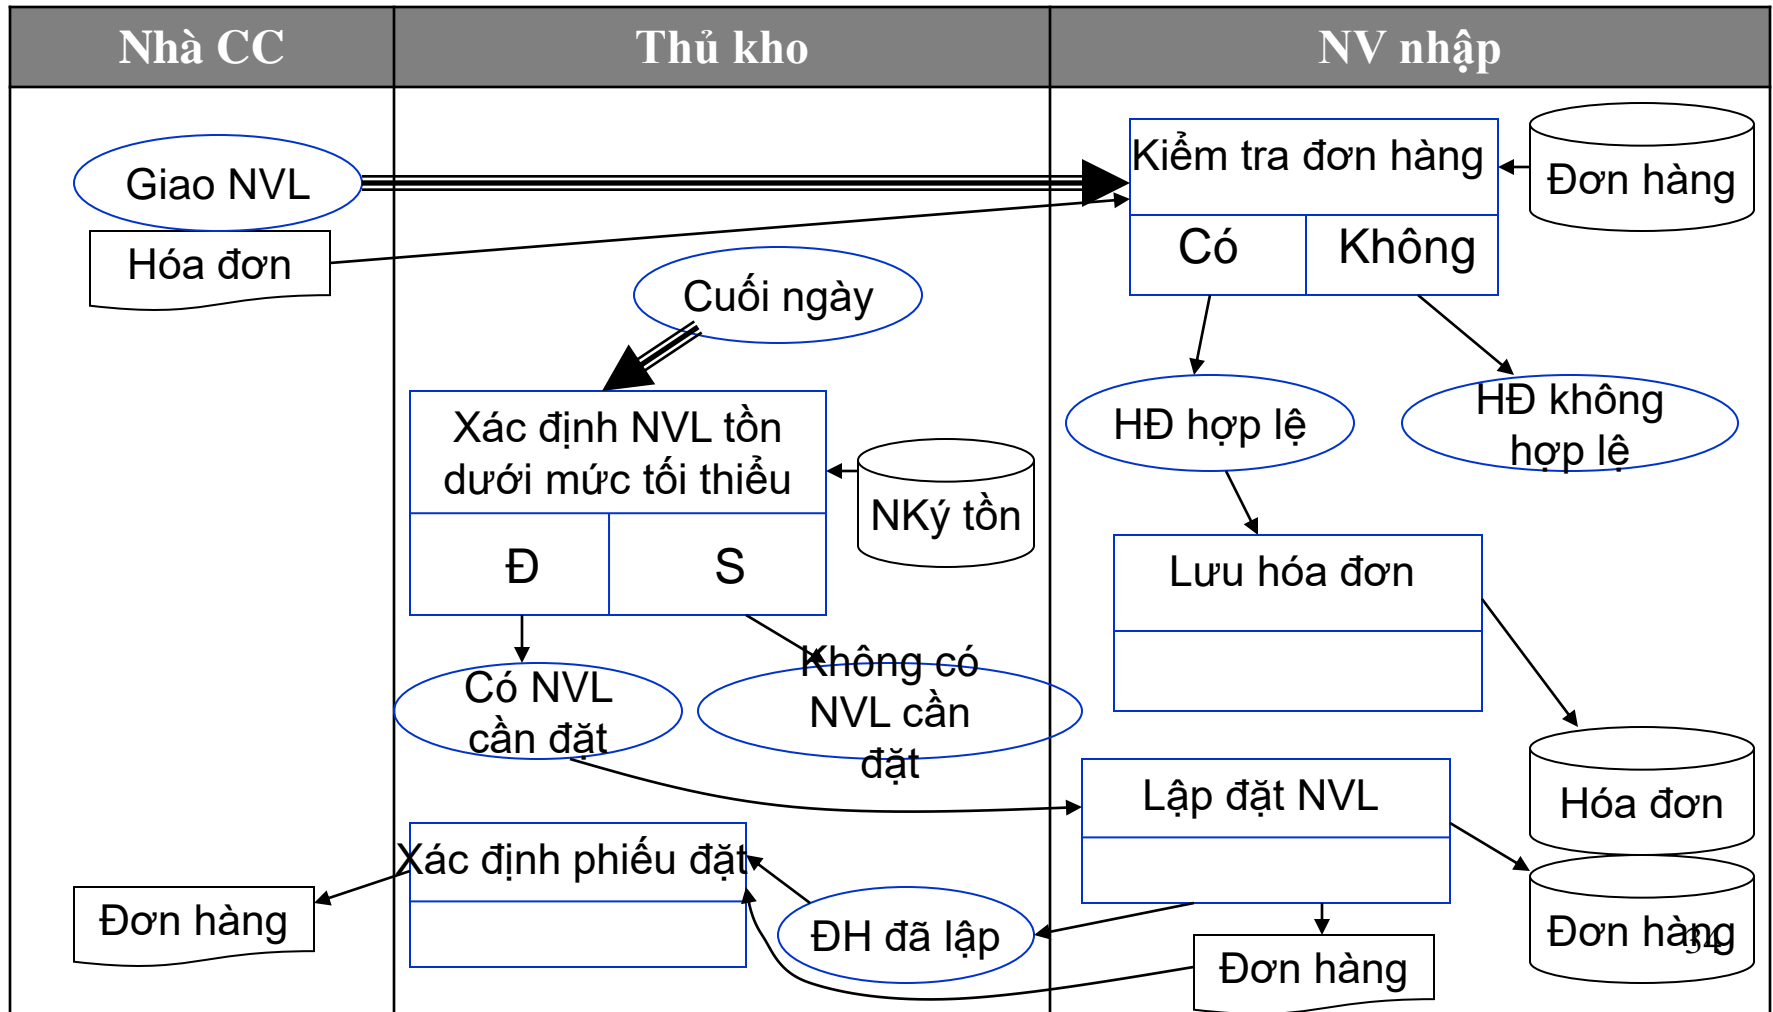 Nhà CC
Thủ kho
NV nhập
Giao NVL
Hóa đơn
Kiểm tra đơn hàng
Có
Không
Đơn hàng
Cuối ngày
Xác định NVL tồn
dưới mức tối thiểu
Đ
S
NKý tồn
HĐ hợp lệ
HĐ không
hợp lệ
Lưu hóa đơn
Có NVL
cần đặt
Không có
NVL cần
đặt
Lập đặt NVL
Hóa đơn
Xác định phiếu đặt
Đơn hàng
ĐH đã lập
Đơn hàng
Đơn hàng
34